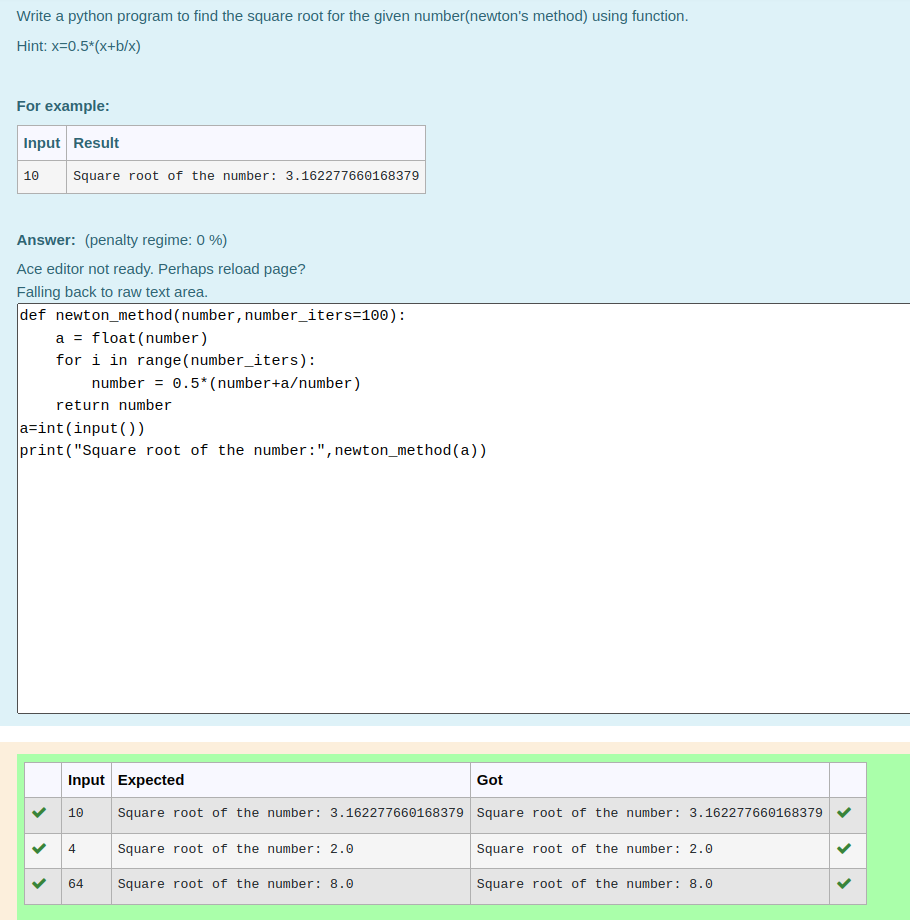 Write a python program to find the square root for the given number(newton's method) using function.
Hint: x=0.5*(x+b/x)
For example:
Input Result
10 Square root of the number: 3.162277660168379
Answer: (penalty regime: 0 %)
Ace editor not ready. Perhaps reload page?
Falling back to raw text area.
def newton_method(number,number_iters=100):
    a = float(number)
    for i in range(number_iters):
        number = 0.5*(number+a/number)
    return number
a=int(input())
print("Square root of the number:",newton_method(a))
Input Expected Got
10 Square root of the number: 3.162277660168379 Square root of the number: 3.162277660168379
4 Square root of the number: 2.0 Square root of the number: 2.0
64 Square root of the number: 8.0 Square root of the number: 8.0